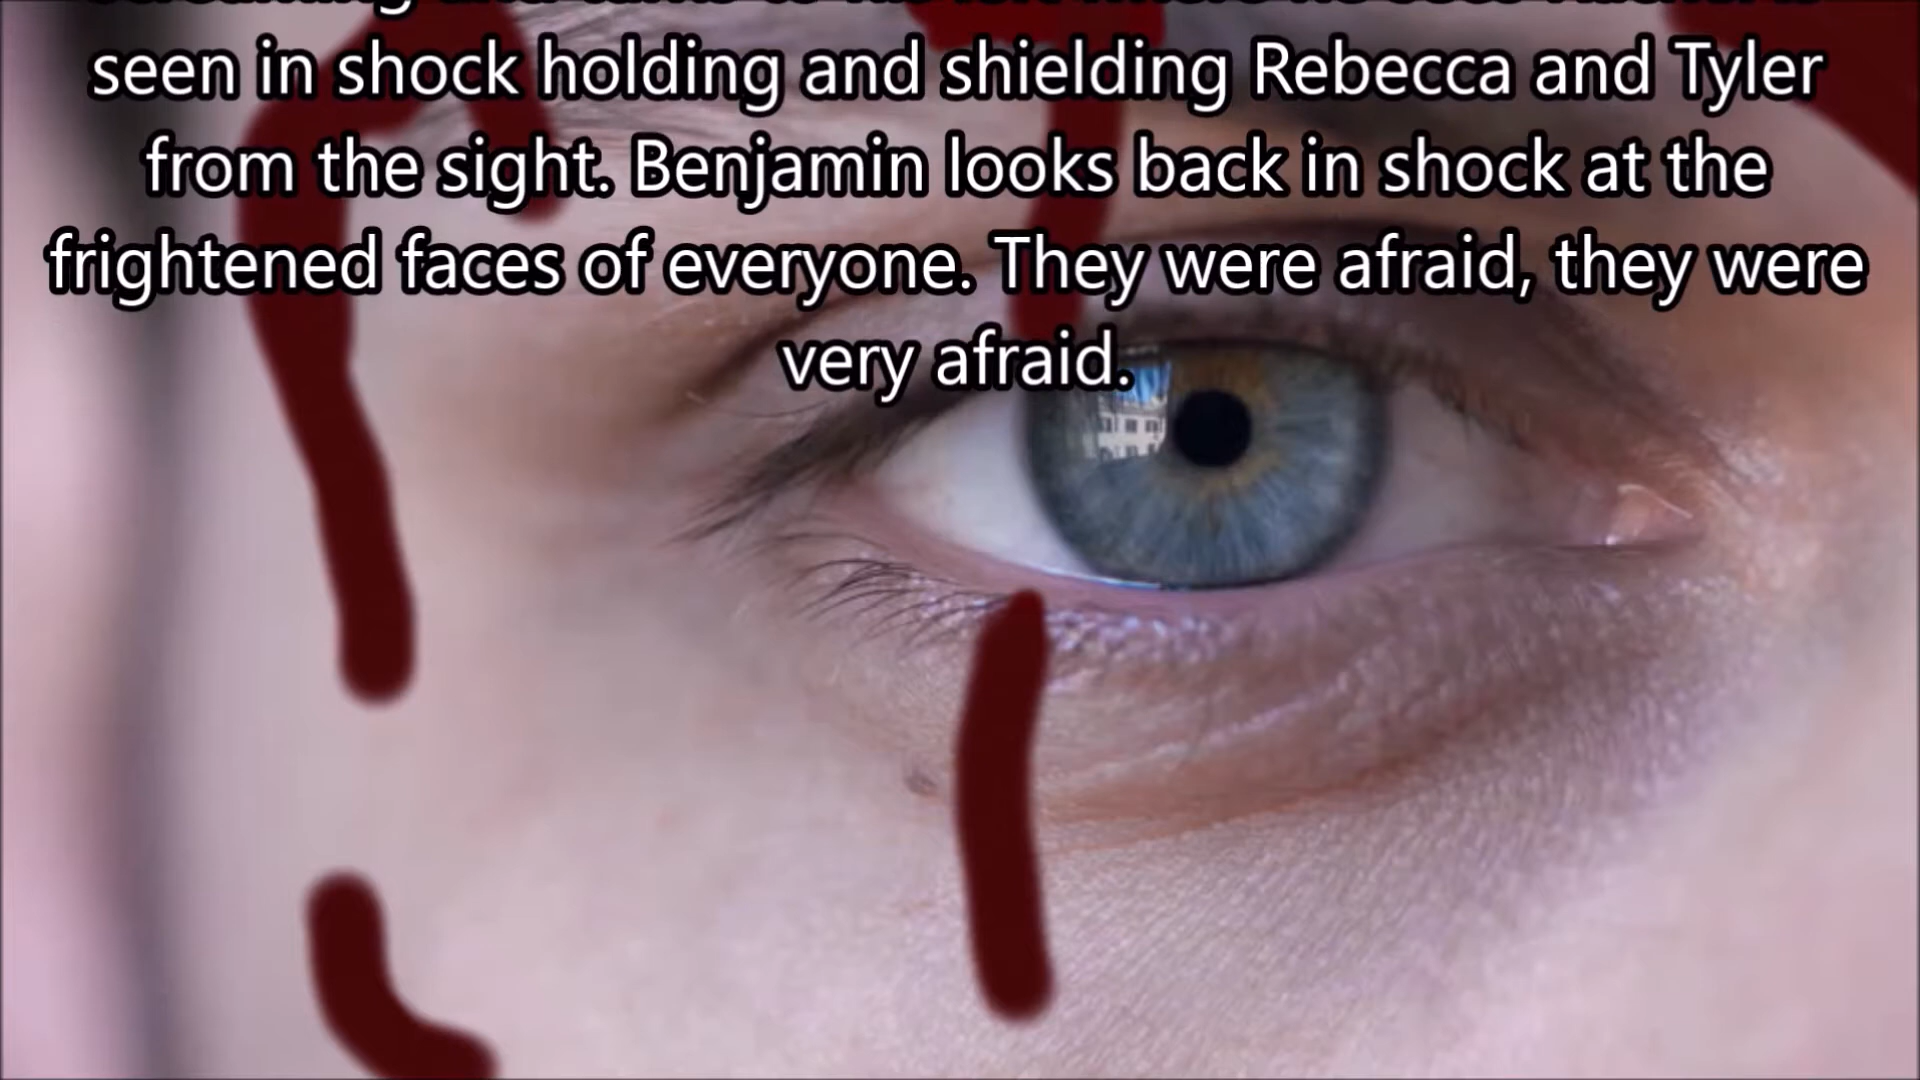 seen in shock holding and shielding Rebecca and Tyler
from the sight. Benjamin looks back in shock at the
frightened faces of everyone. They were afraid, they were
very afraid.